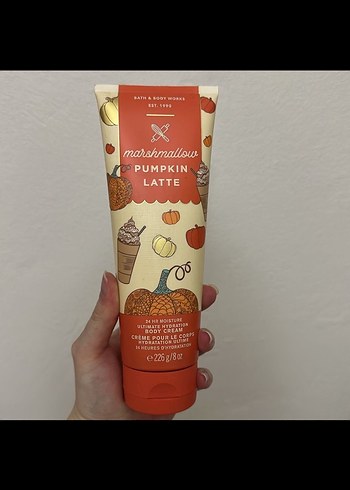 BATH & BODY WORKS
EST. 1990
marshmallow
PUMPKIN
LATTE
24 HR MOISTURE
ULTIMATE HYDRATION
BODY CREAM
CRÈME POUR LE CORPS
HYDRATATION ULTIME
24 HEURES D'HYDRATATION
℮ 226 g/8 oz